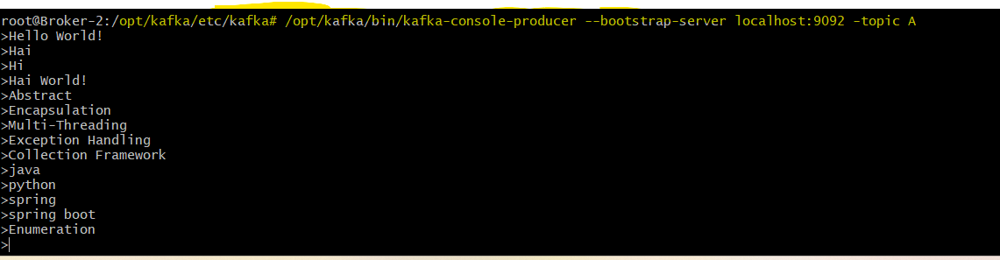 root@Broker-2:/opt/kafka/etc/kafka# /opt/kafka/bin/kafka-console-producer --bootstrap-server localhost:9092 -topic A
>Hello World!
>Hai
>Hi
>Hai World!
>Abstract
>Encapsulation
>Multi-Threading
>Exception Handling
>Collection Framework
>java
>python
>spring
>spring boot
>Enumeration
>